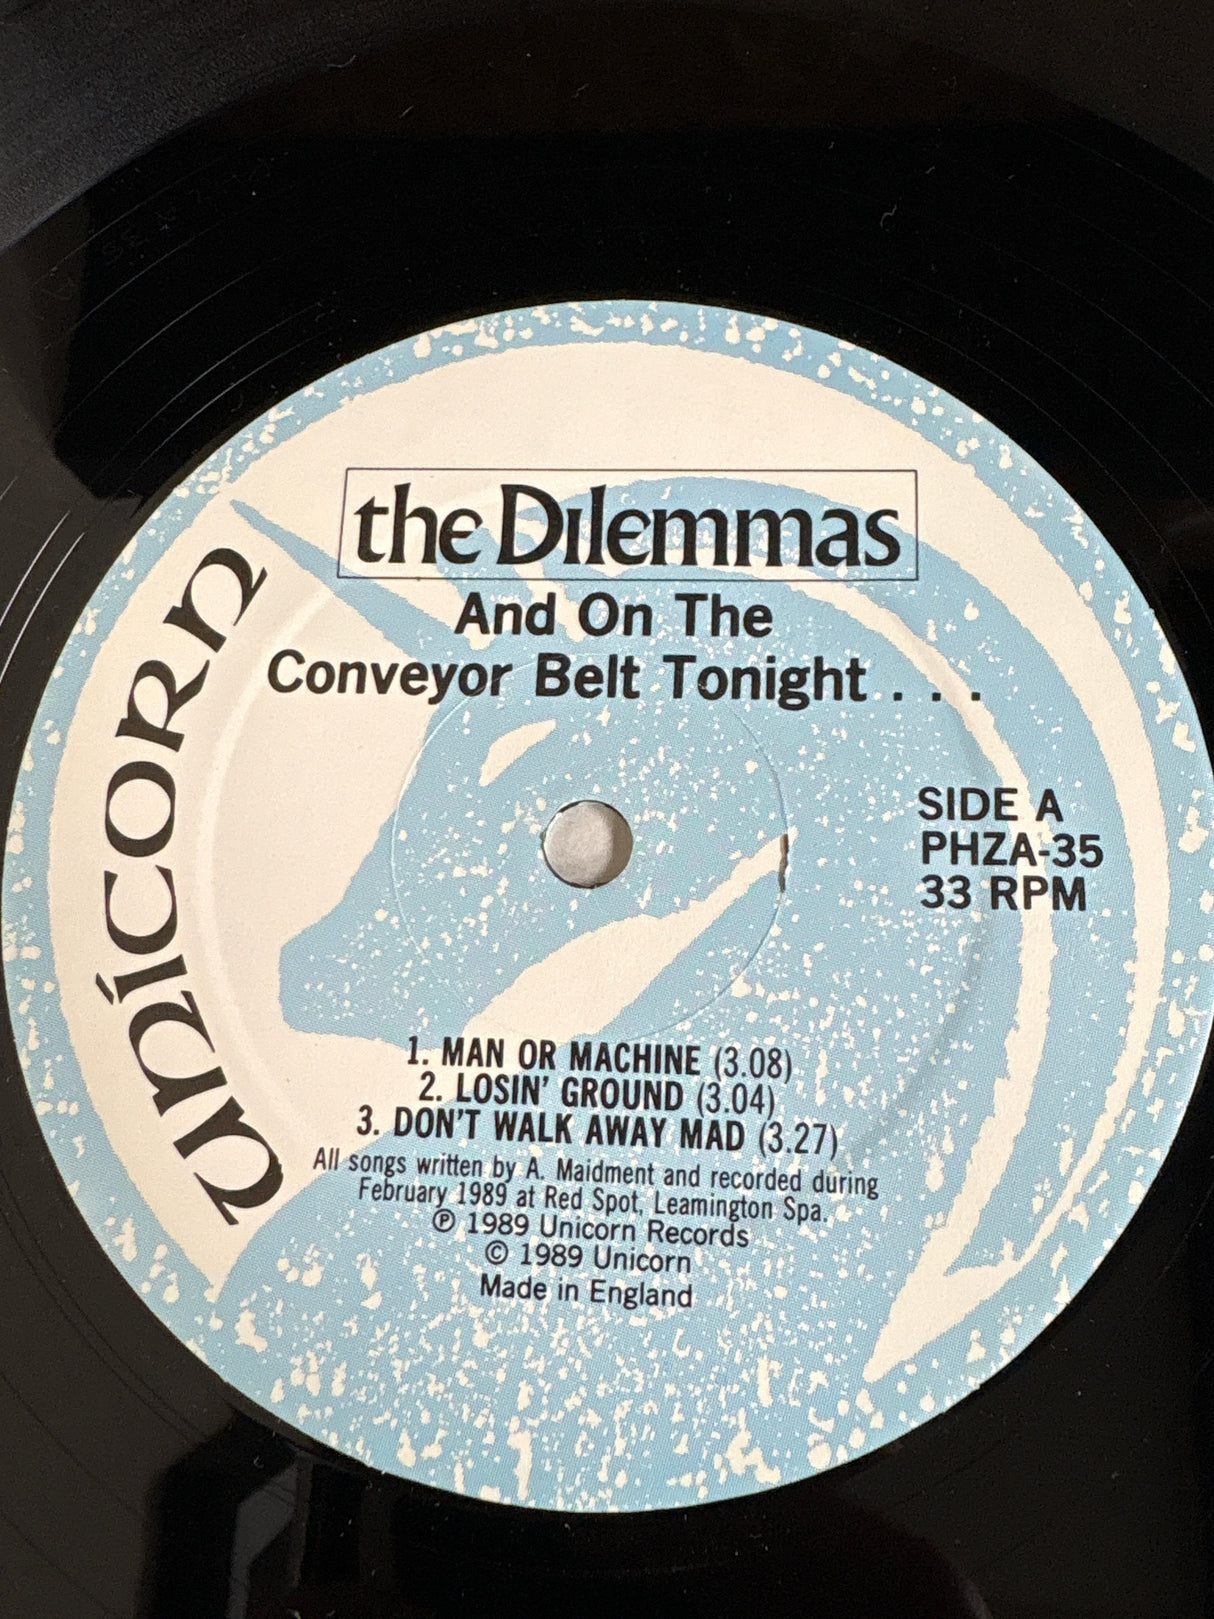 the Dilemmas
And On The
Conveyor Belt Tonight . . .
unicorn
SIDE A
PHZA-35
33 RPM
1. MAN OR MACHINE (3.08)
2. LOSIN' GROUND (3.04)
3. DON'T WALK AWAY MAD (3.27)
All songs written by A. Maidment and recorded during
February 1989 at Red Spot, Leamington Spa.
℗ 1989 Unicorn Records
© 1989 Unicorn
Made in England